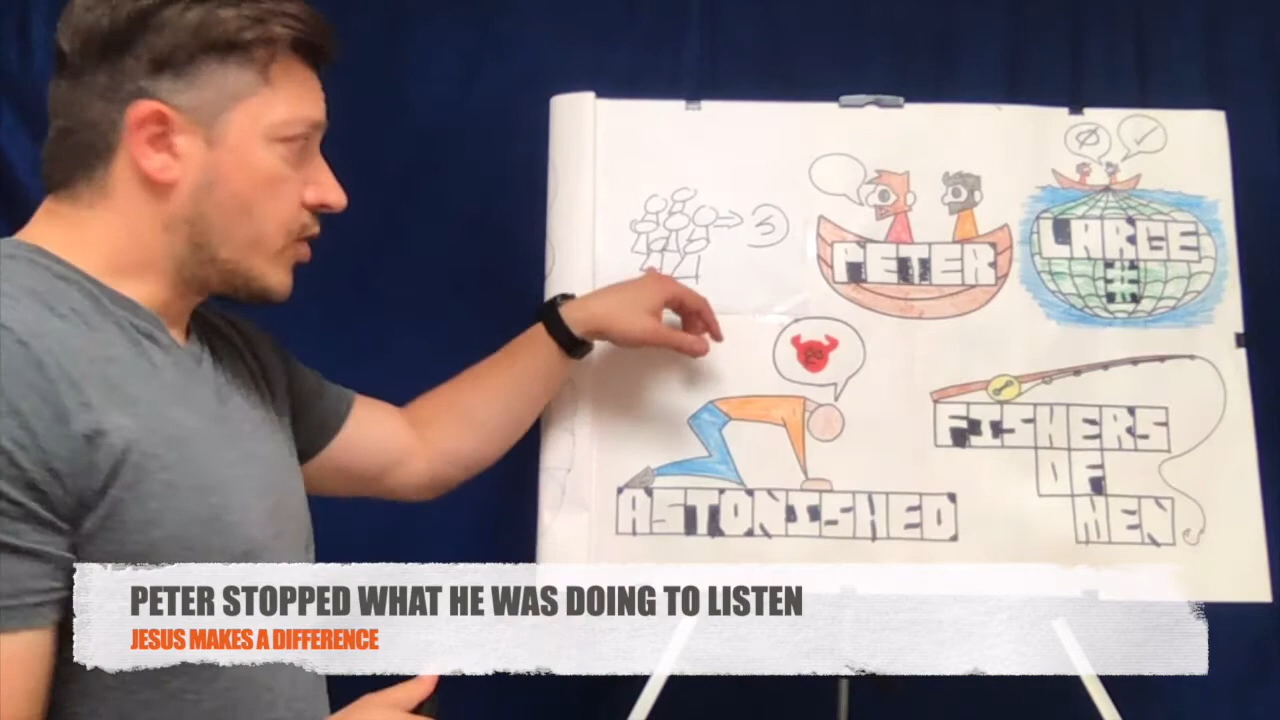 PETER
LARGE
#
ASTONISHED
FISHERS
OF
MEN
PETER STOPPED WHAT HE WAS DOING TO LISTEN
JESUS MAKES A DIFFERENCE